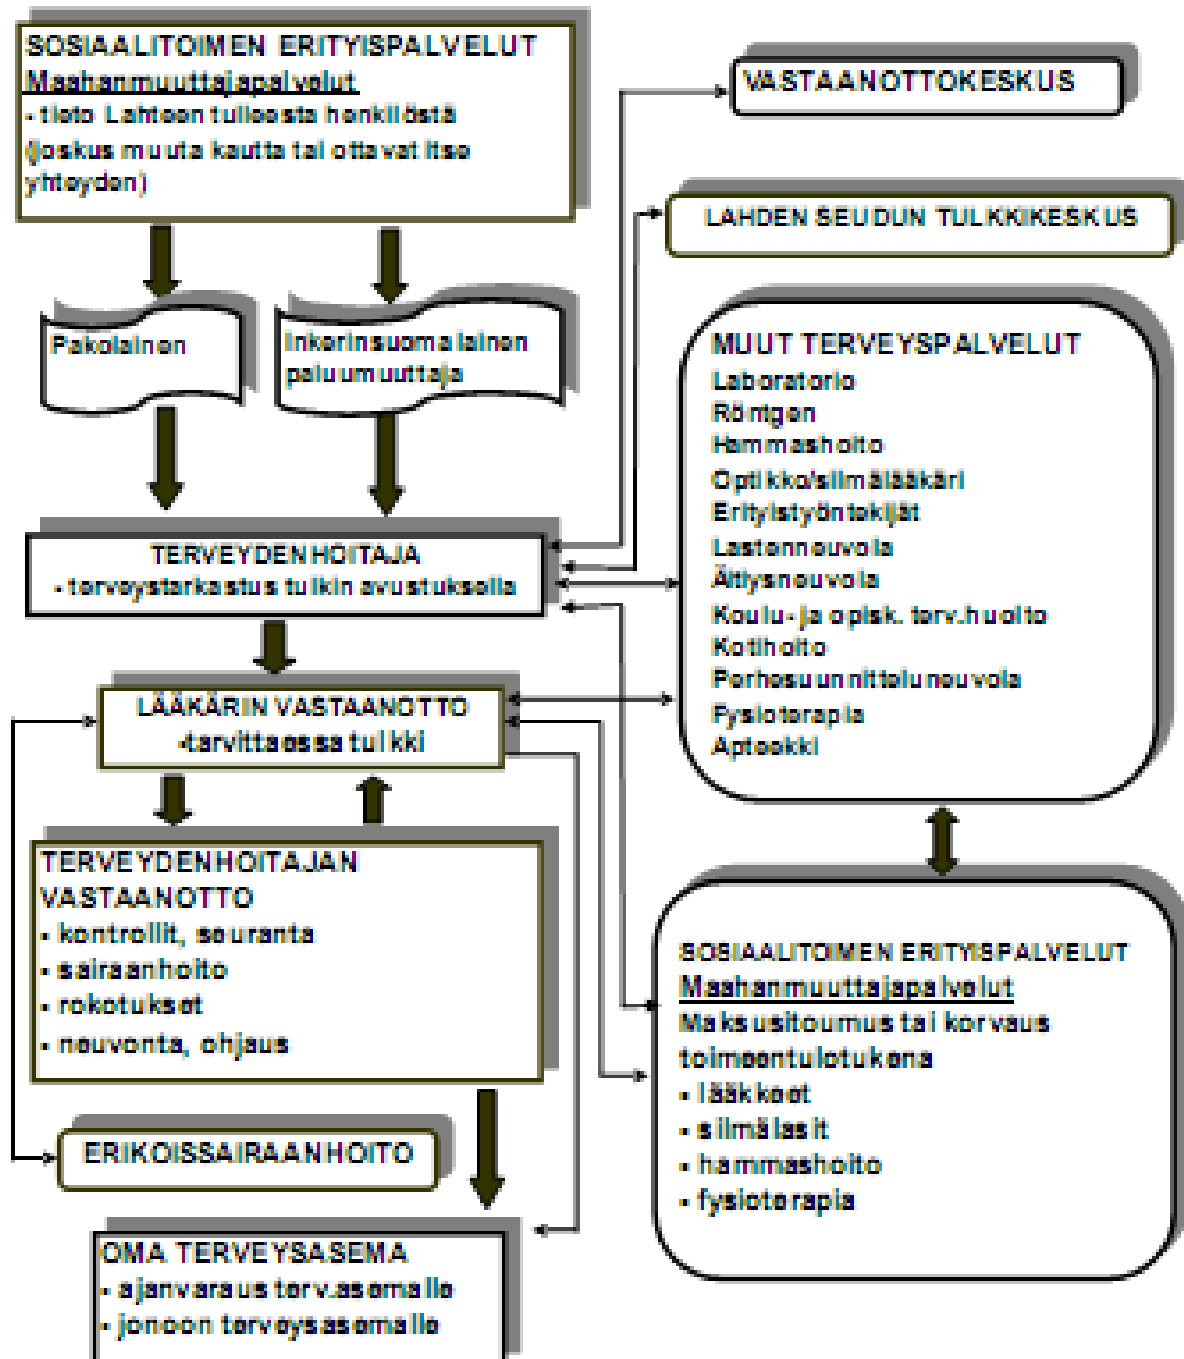 SOSIAALITOIMEN ERITYISPALVELUT
Maahanmuuttajapalvelut
- tieto Lahteen tulleesta henkilöstä
(joskus muuta kautta tai ottavat itse
yhteyden)
VASTAANOTTOKESKUS
LAHDEN SEUDUN TULKKIKESKUS
Pakolainen
Inkerinsuomalainen
paluumuuttaja
MUUT TERVEYSPALVELUT
Laboratorio
Röntgen
Hammashoito
Optikko/silmälääkäri
Erityistyöntekijät
Lastenneuvola
Äitiysneuvola
Koulu- ja opisk. terv.huolto
Kotihoito
Perhesuunnitteluneuvola
Fysioterapia
Apteekki
TERVEYDENHOITAJA
- terveystarkastus tulkin avustuksella
LÄÄKÄRIN VASTAANOTTO
-tarvittaessa tulkki
TERVEYDENHOITAJAN
VASTAANOTTO
- kontrollit, seuranta
- sairaanhoito
- rokotukset
- neuvonta, ohjaus
SOSIAALITOIMEN ERITYISPALVELUT
Maahanmuuttajapalvelut
Maksusitoumus tai korvaus
toimeentulotukena
- lääkkeet
- silmälasit
- hammashoito
- fysioterapia
ERIKOISSAIRAANHOITO
OMA TERVEYSASEMA
- ajanvaraus terv.asemalle
- jonoon terveysasemalle